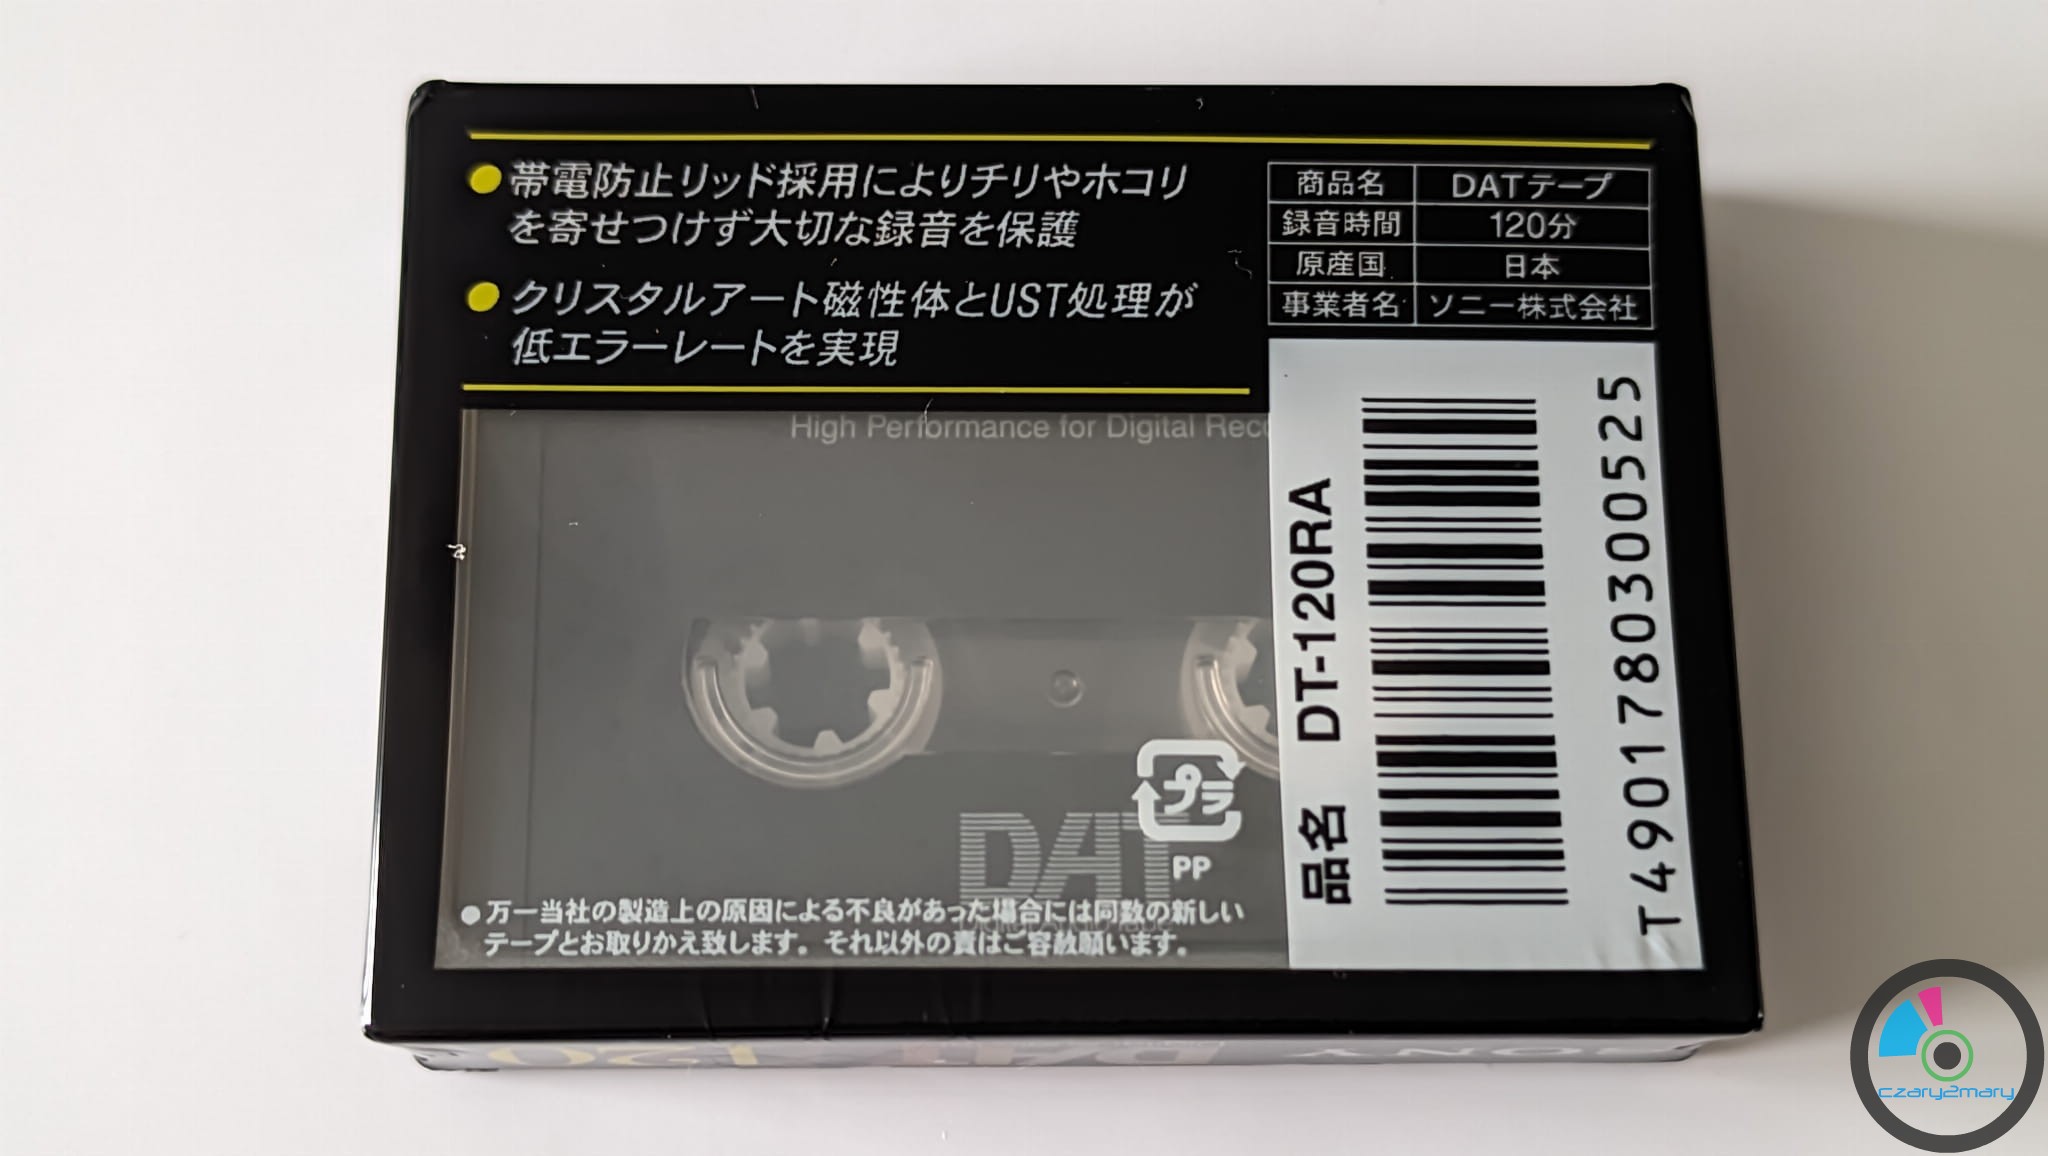 帯電防止リッド採用によりチリやホコリ
を寄せつけず大切な録音を保護
クリスタルアート磁性体とUST処理が
低エラーレートを実現
商品名 DATテープ
録音時間 120分
原産国 日本
事業者名 ソニー株式会社
High Performance for Digital
品名 DT-120RA
T4901780300525
プラ
PP
DAT
万一当社の製造上の原因による不良があった場合には同数の新しい
テープとお取りかえ致します。それ以外の責はご容赦願います。
czary2mary